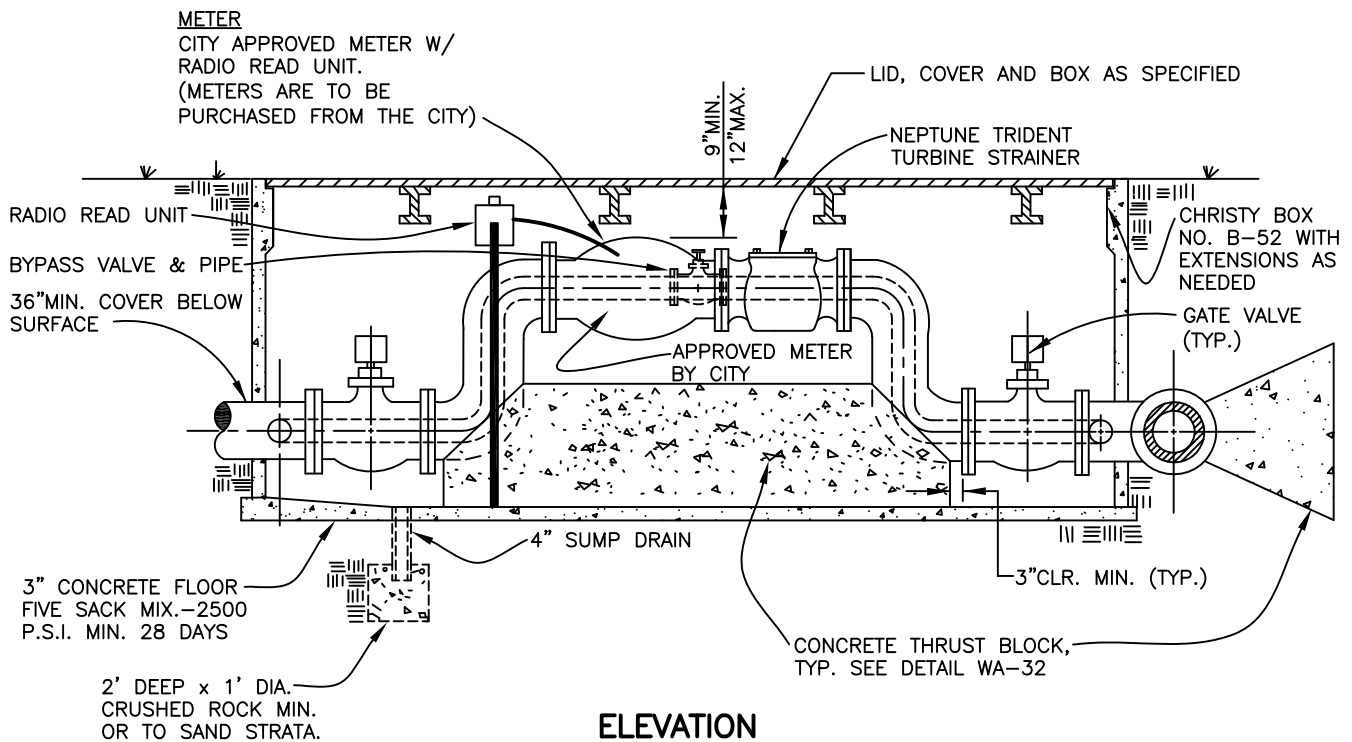 METER
CITY APPROVED METER W/
RADIO READ UNIT.
(METERS ARE TO BE
PURCHASED FROM THE CITY)
9"MIN.
12"MAX.
LID, COVER AND BOX AS SPECIFIED
NEPTUNE TRIDENT
TURBINE STRAINER
RADIO READ UNIT
BYPASS VALVE & PIPE
36"MIN. COVER BELOW
SURFACE
CHRISTY BOX
NO. B-52 WITH
EXTENSIONS AS
NEEDED
GATE VALVE
(TYP.)
APPROVED METER
BY CITY
4" SUMP DRAIN
3" CONCRETE FLOOR
FIVE SACK MIX.-2500
P.S.I. MIN. 28 DAYS
3"CLR. MIN. (TYP.)
CONCRETE THRUST BLOCK,
TYP. SEE DETAIL WA-32
2' DEEP x 1' DIA.
CRUSHED ROCK MIN.
OR TO SAND STRATA.
ELEVATION